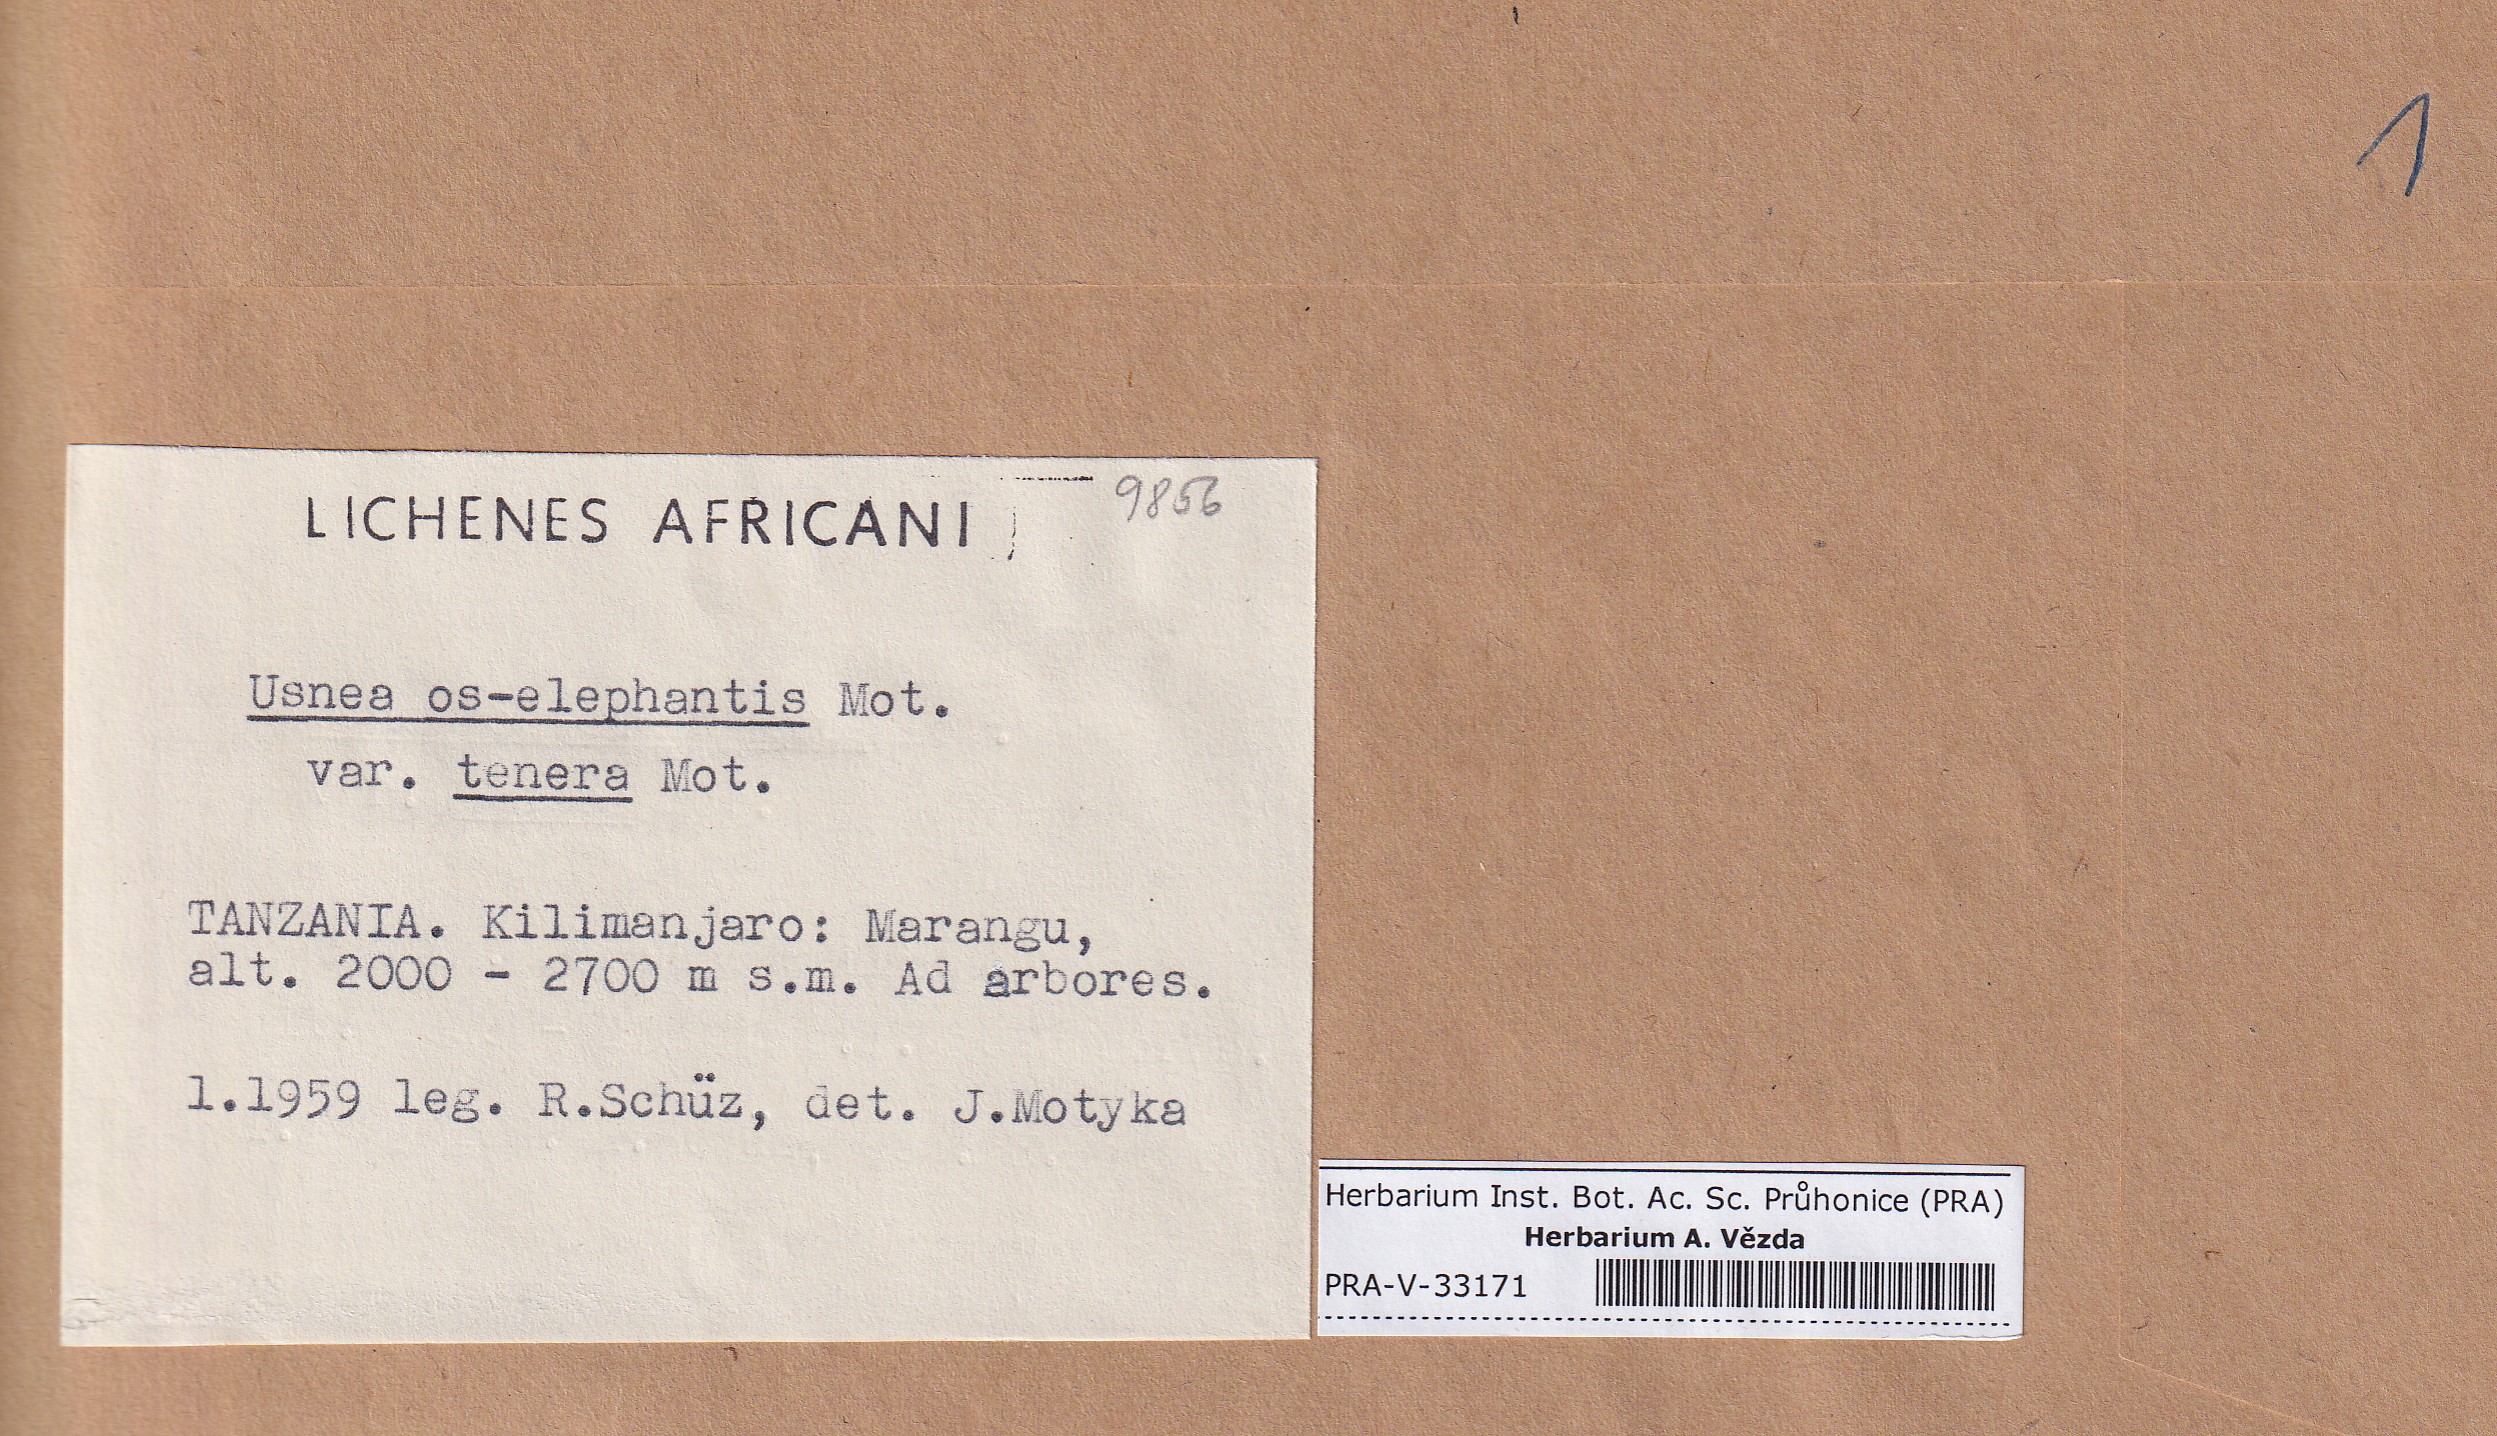 1
LICHENES AFRICANI
9856
Usnea os-elephantis Mot.
var. tenera Mot.
TANZANIA. Kilimanjaro: Marangu,
alt. 2000 - 2700 m s.m. Ad arbores.
1.1959 leg. R.Schüz, det. J.Motyka
Herbarium Inst. Bot. Ac. Sc. Průhonice (PRA)
Herbarium A. Vězda
PRA-V-33171